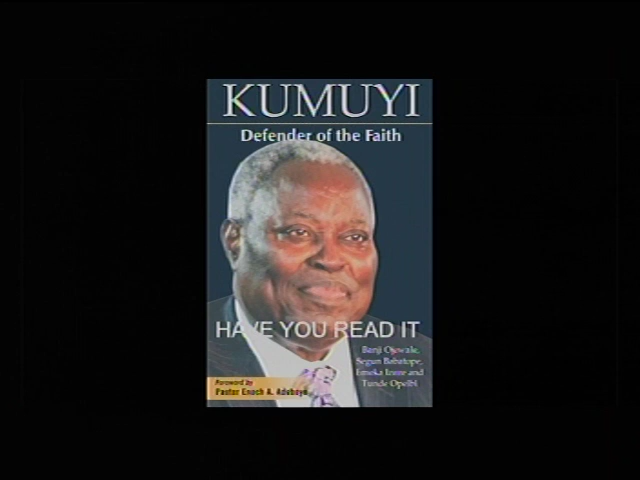 KUMUYI
Defender of the Faith
HAVE YOU READ IT
Banji Ojewale,
Segun Babatope,
Emeka Izeze and
Tunde Opeibi
Foreword by
Pastor Enoch A. Adeboye